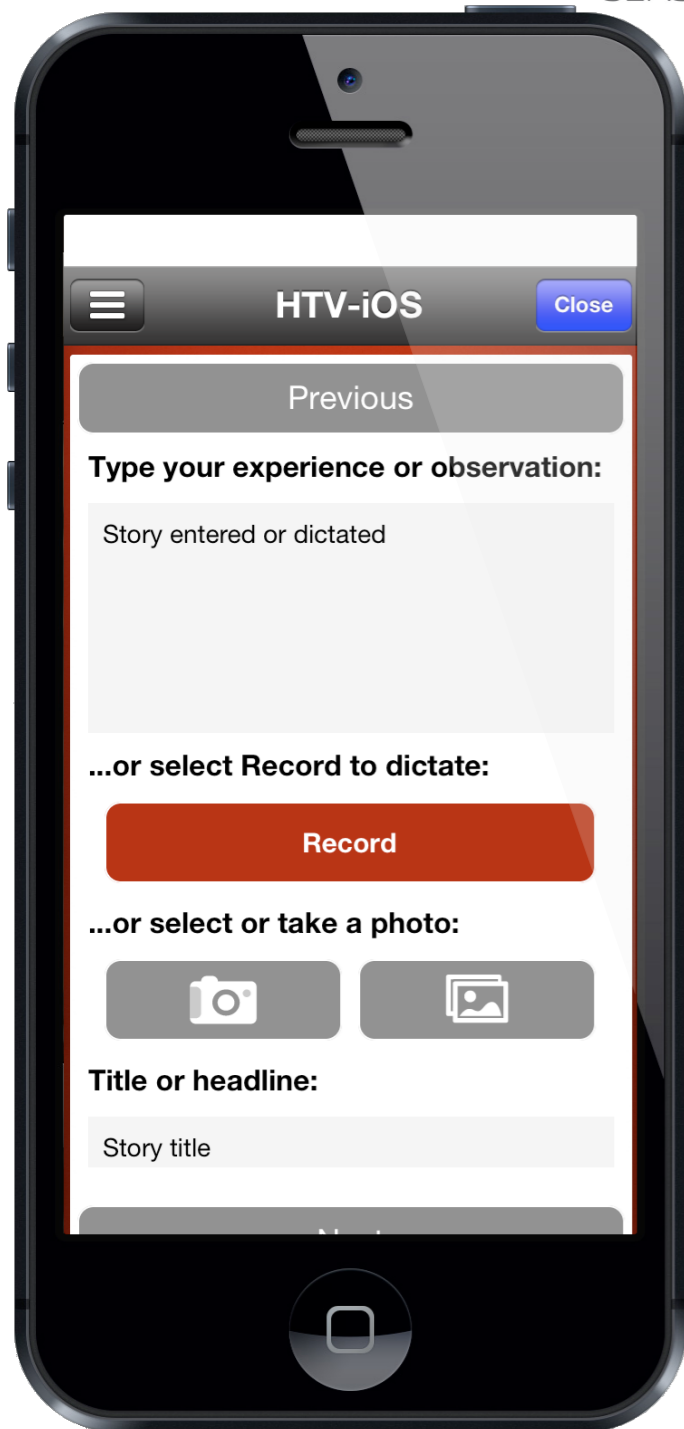 HTV-iOS
Close
Previous
Type your experience or observation:
Story entered or dictated
...or select Record to dictate:
Record
...or select or take a photo:
Title or headline:
Story title